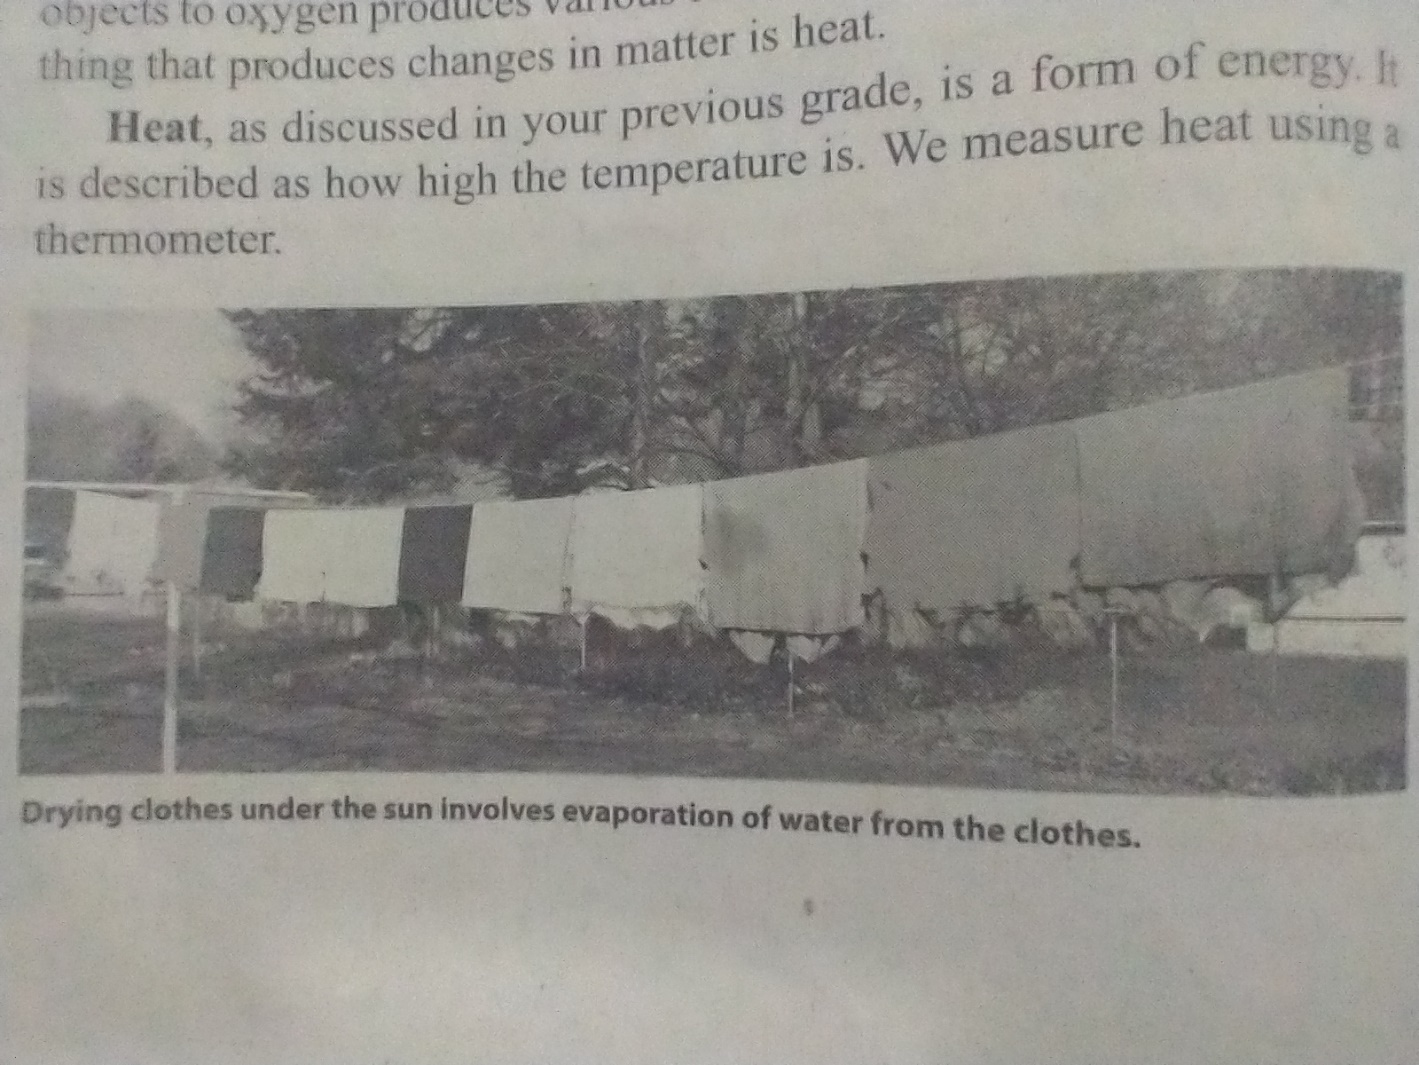 objects to oxygen produces various
thing that produces changes in matter is heat.
Heat, as discussed in your previous grade, is a form of energy. It
is described as how high the temperature is. We measure heat using a
thermometer.
Drying clothes under the sun involves evaporation of water from the clothes.